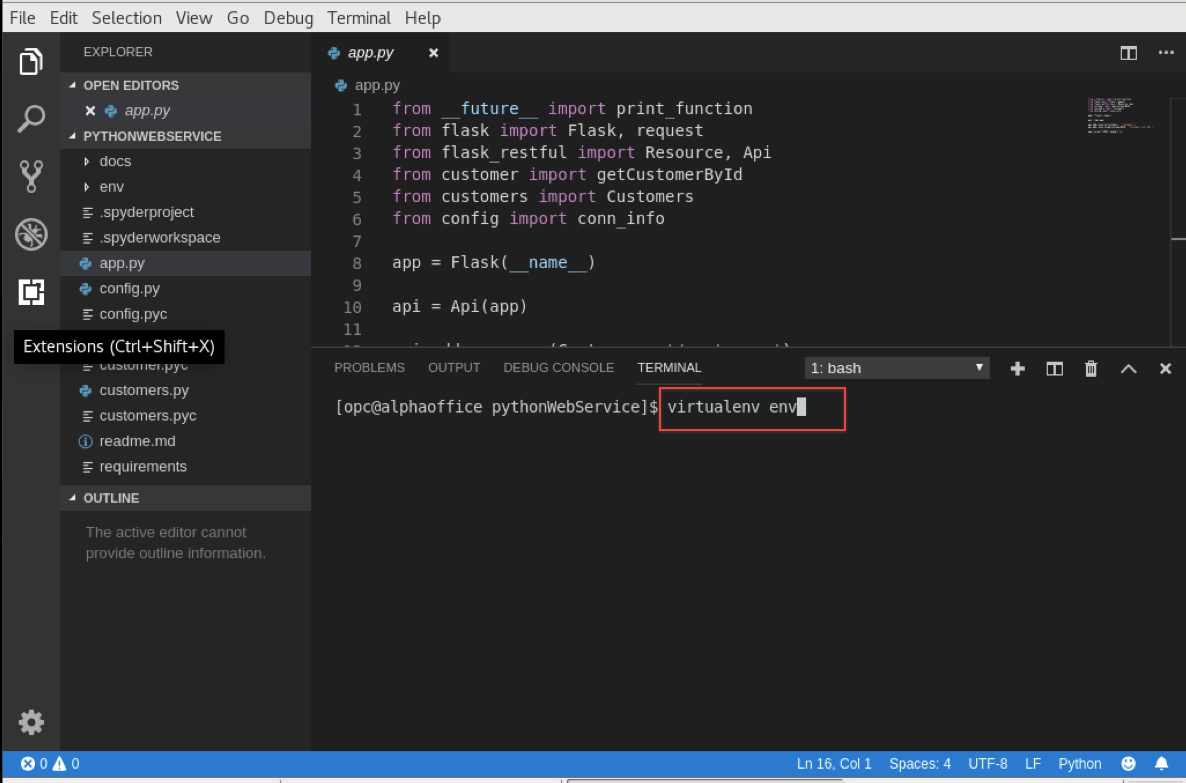 File Edit Selection View Go Debug Terminal Help
EXPLORER
OPEN EDITORS
app.py
PYTHONWEBSERVICE
docs
env
.spyderproject
.spyderworkspace
app.py
config.py
config.pyc
Extensions (Ctrl+Shift+X)
customer.pyc
customers.py
customers.pyc
readme.md
requirements
OUTLINE
The active editor cannot
provide outline information.
app.py
app.py
1 from __future__ import print_function
2 from flask import Flask, request
3 from flask_restful import Resource, Api
4 from customer import getCustomerById
5 from customers import Customers
6 from config import conn_info
7
8 app = Flask(__name__)
9
10 api = Api(app)
11
PROBLEMS OUTPUT DEBUG CONSOLE TERMINAL 1: bash
[opc@alphaoffice pythonWebService]$ virtualenv env
0 0 Ln 16, Col 1 Spaces: 4 UTF-8 LF Python